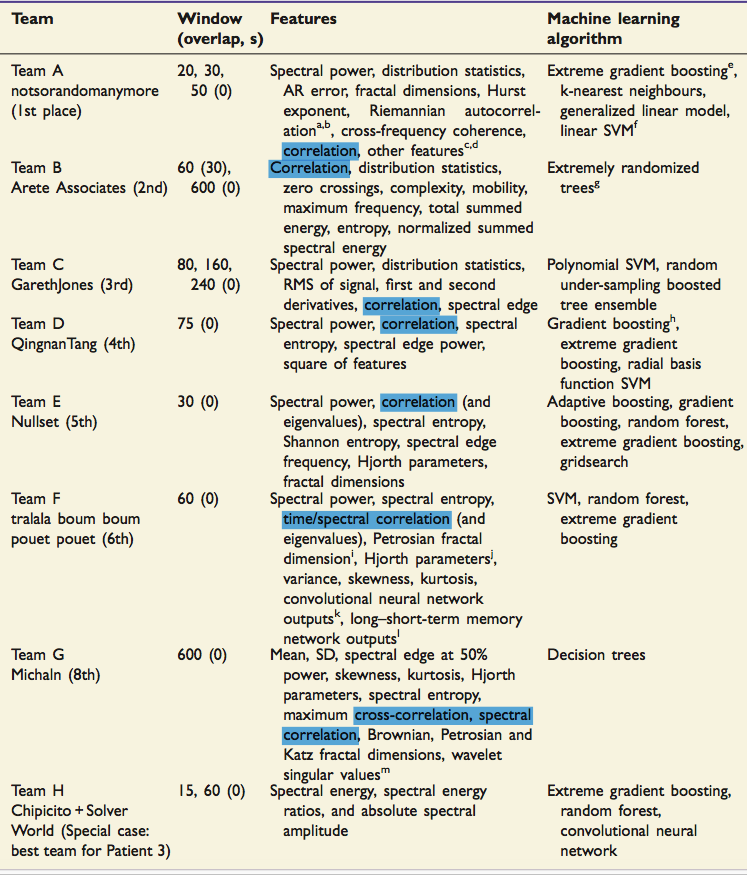 Team Window Features Machine learning
(overlap, s) algorithm
Team A 20, 30, Spectral power, distribution statistics, Extreme gradient boostingᵉ,
notsorandomanymore 50 (0) AR error, fractal dimensions, Hurst k-nearest neighbours,
(1st place) exponent, Riemannian autocorrel- generalized linear model,
ationᵃ,ᵇ, cross-frequency coherence, linear SVMᶠ
correlation, other featuresᶜ,ᵈ
Team B 60 (30), Correlation, distribution statistics, Extremely randomized
Arete Associates (2nd) 600 (0) zero crossings, complexity, mobility, treesᵍ
maximum frequency, total summed
energy, entropy, normalized summed
spectral energy
Team C 80, 160, Spectral power, distribution statistics, Polynomial SVM, random
GarethJones (3rd) 240 (0) RMS of signal, first and second under-sampling boosted
derivatives, correlation, spectral edge tree ensemble
Team D 75 (0) Spectral power, correlation, spectral Gradient boostingʰ,
QingnanTang (4th) entropy, spectral edge power, extreme gradient
square of features boosting, radial basis
function SVM
Team E 30 (0) Spectral power, correlation (and Adaptive boosting, gradient
Nullset (5th) eigenvalues), spectral entropy, boosting, random forest,
Shannon entropy, spectral edge extreme gradient boosting,
frequency, Hjorth parameters, gridsearch
fractal dimensions
Team F 60 (0) Spectral power, spectral entropy, SVM, random forest,
tralala boum boum time/spectral correlation (and extreme gradient
pouet pouet (6th) eigenvalues), Petrosian fractal boosting
dimensionⁱ, Hjorth parametersʲ,
variance, skewness, kurtosis,
convolutional neural network
outputsᵏ, long–short-term memory
network outputsˡ
Team G 600 (0) Mean, SD, spectral edge at 50% Decision trees
Michaln (8th) power, skewness, kurtosis, Hjorth
parameters, spectral entropy,
maximum cross-correlation, spectral
correlation, Brownian, Petrosian and
Katz fractal dimensions, wavelet
singular valuesᵐ
Team H 15, 60 (0) Spectral energy, spectral energy Extreme gradient boosting,
Chipicito + Solver ratios, and absolute spectral random forest,
World (Special case: amplitude convolutional neural
best team for Patient 3) network